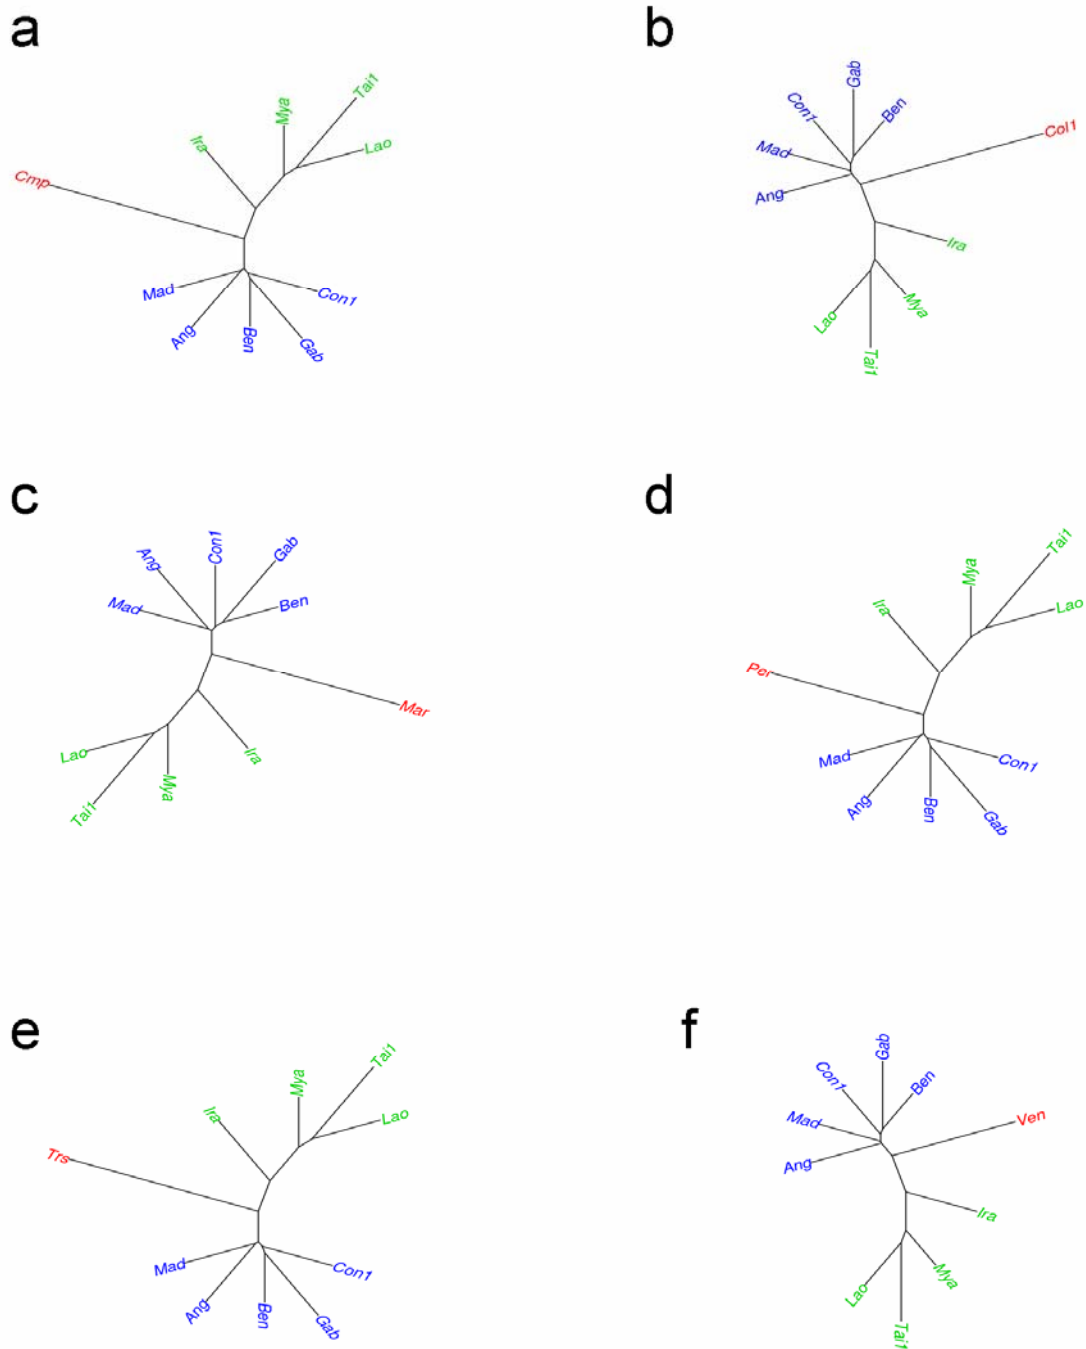 a
Cmp
Ira
Mya
Tai1
Lao
Mad
Ang
Ben
Gab
Con1
b
Gab
Con1
Ben
Mad
Ang
Col1
Ira
Mya
Lao
Tai1
c
Ang
Con1
Gab
Mad
Ben
Mar
Lao
Tai1
Mya
Ira
d
Per
Ira
Mya
Tai1
Lao
Mad
Ang
Ben
Gab
Con1
e
Trs
Ira
Mya
Tai1
Lao
Mad
Ang
Ben
Gab
Con1
f
Gab
Con1
Ben
Mad
Ang
Ven
Ira
Mya
Lao
Tai1